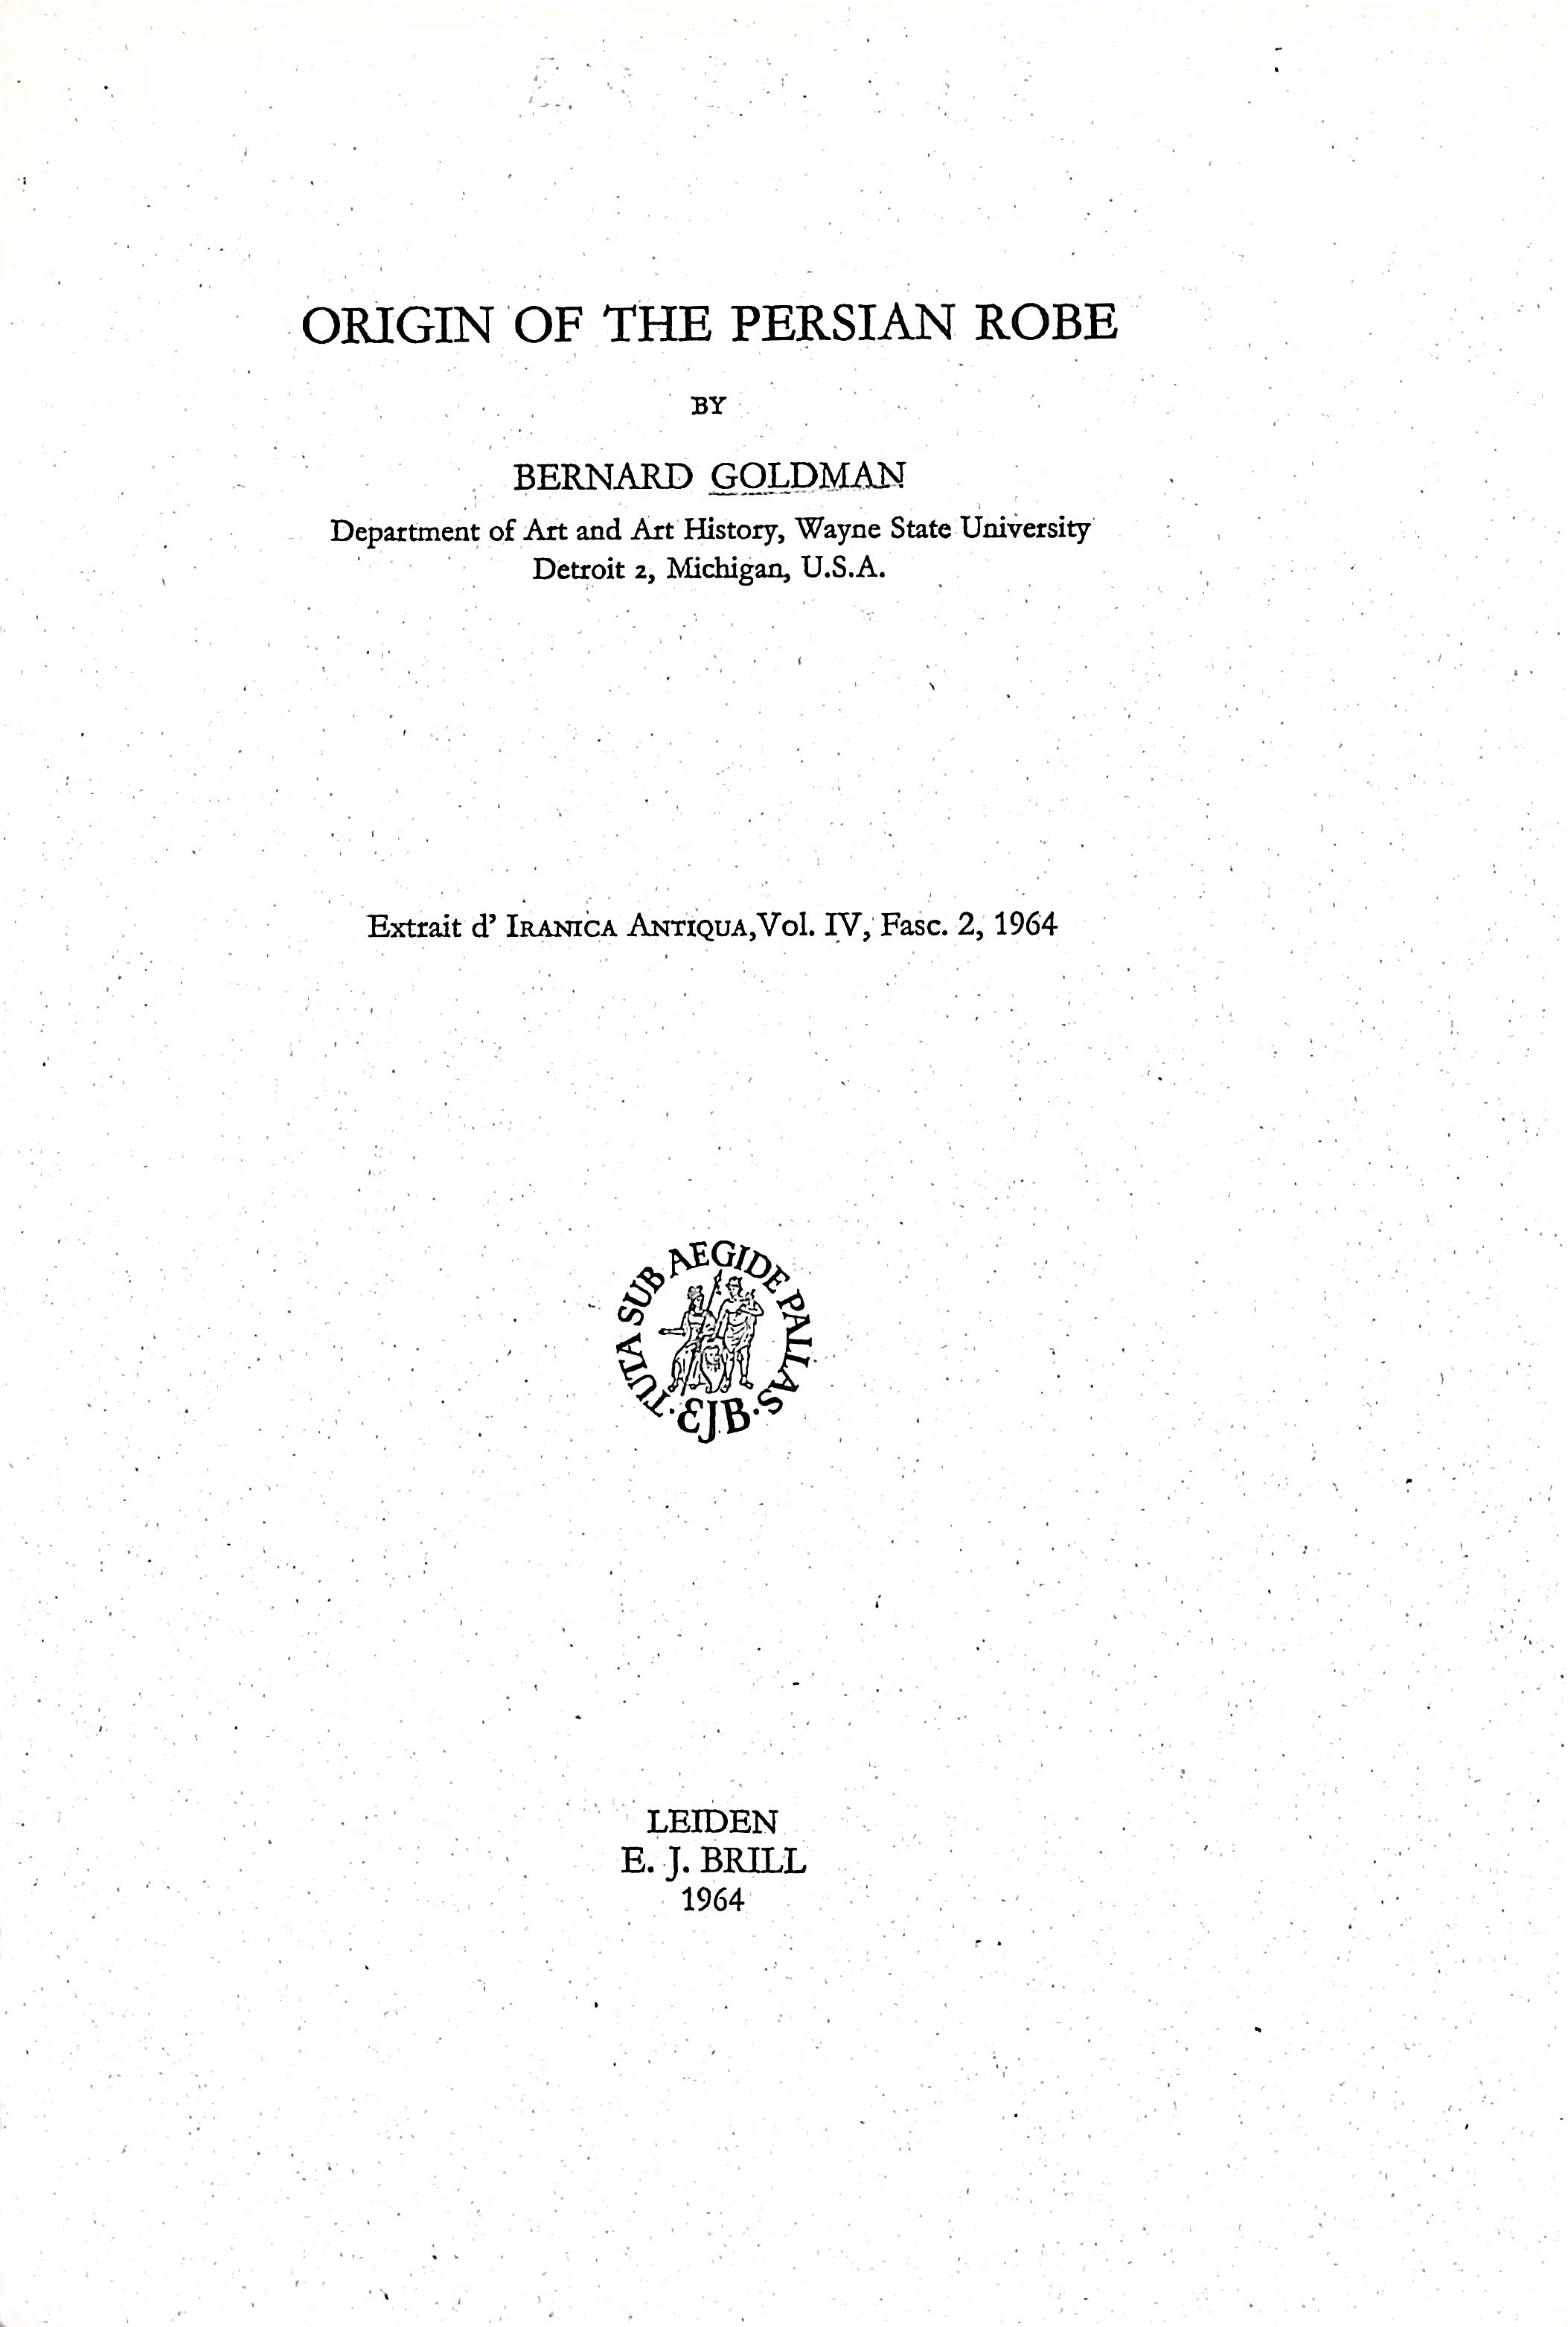 ORIGIN OF THE PERSIAN ROBE
BY
BERNARD GOLDMAN
Department of Art and Art History, Wayne State University
Detroit 2, Michigan, U.S.A.
Extrait d' IRANICA ANTIQUA, Vol. IV, Fasc. 2, 1964
TUTA SUB AEGIDE PALLAS
·EJB·
LEIDEN
E. J. BRILL
1964